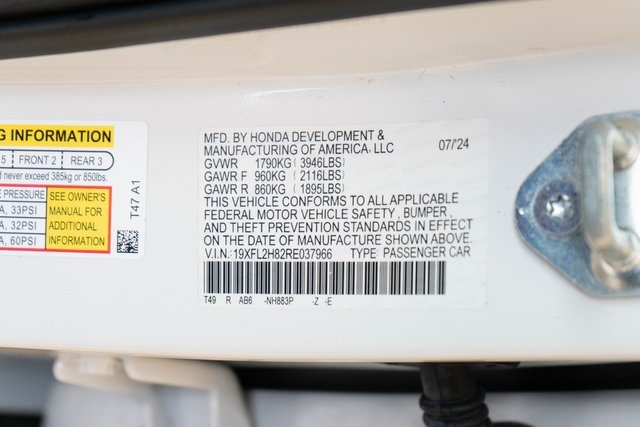 G INFORMATION
5 FRONT 2 REAR 3
d never exceed 385kg or 850lbs.
E PRESSURE
A, 33PSI
A, 32PSI
A, 60PSI
SEE OWNER'S
MANUAL FOR
ADDITIONAL
INFORMATION
T47 A1
MFD. BY HONDA DEVELOPMENT & 07/'24
MANUFACTURING OF AMERICA, LLC
GVWR 1790KG (3946LBS)
GAWR F 960KG (2116LBS)
GAWR R 860KG (1895LBS)
THIS VEHICLE CONFORMS TO ALL APPLICABLE
FEDERAL MOTOR VEHICLE SAFETY , BUMPER ,
AND THEFT PREVENTION STANDARDS IN EFFECT
ON THE DATE OF MANUFACTURE SHOWN ABOVE.
V.I.N.:19XFL2H82RE037966 TYPE PASSENGER CAR
T49 R AB6 -NH883P -Z -E